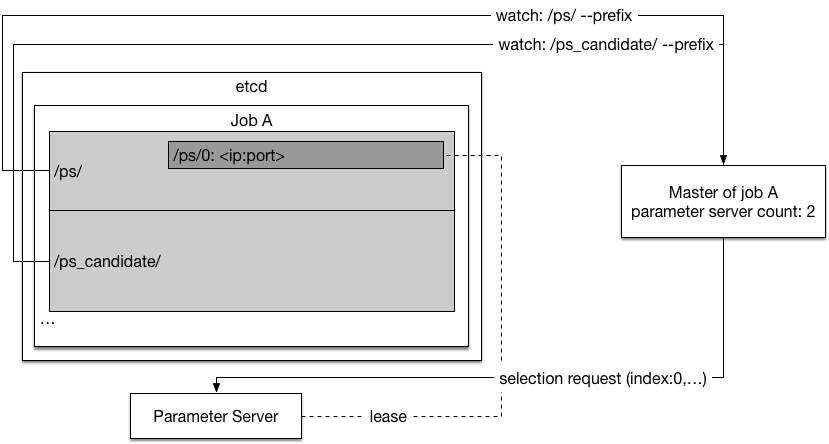 watch: /ps/ --prefix
watch: /ps_candidate/ --prefix
etcd
Job A
/ps/0: <ip:port>
/ps/
Master of job A
parameter server count: 2
/ps_candidate/
...
selection request (index:0,...)
Parameter Server
lease